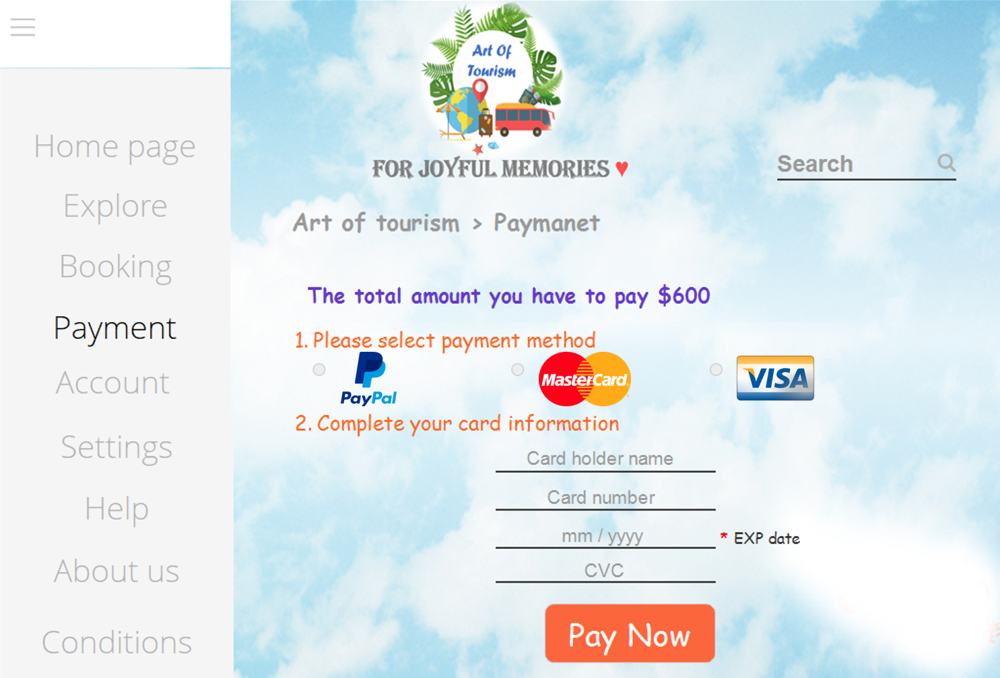 Home page
Explore
Booking
Payment
Account
Settings
Help
About us
Conditions
Art Of
Tourism
FOR JOYFUL MEMORIES ♥
Search
Art of tourism > Paymanet
The total amount you have to pay $600
1. Please select payment method
PayPal
MasterCard
VISA
2. Complete your card information
Card holder name
Card number
mm / yyyy * EXP date
CVC
Pay Now